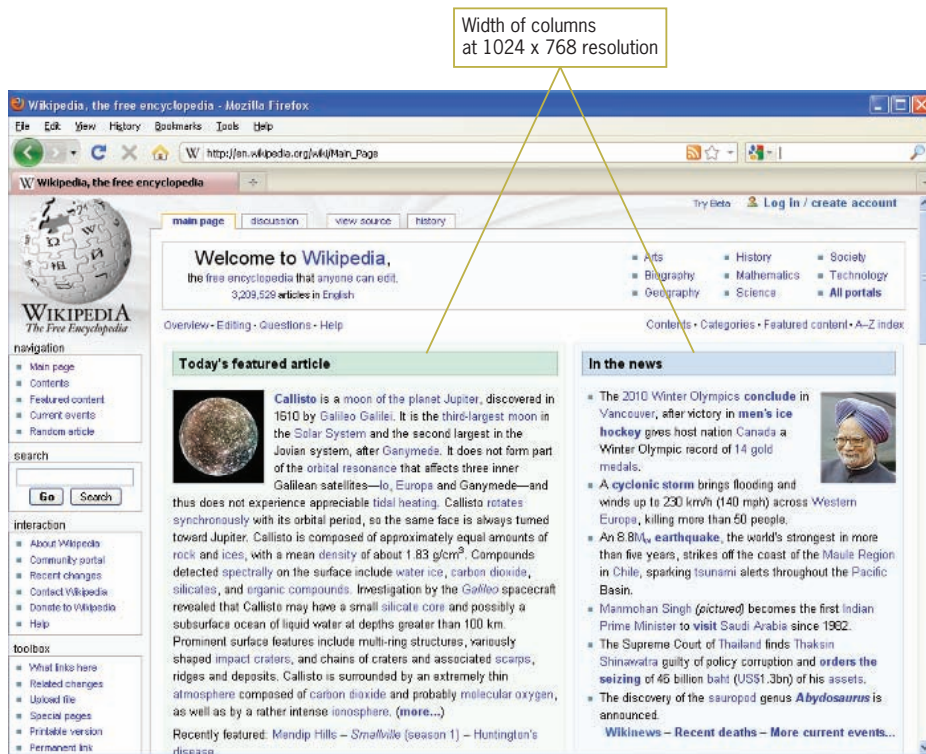 Width of columns
at 1024 x 768 resolution
Wikipedia, the free encyclopedia - Mozilla Firefox
File Edit View History Bookmarks Tools Help
W http://en.wikipedia.org/wiki/Main_Page
W Wikipedia, the free encyclopedia
Try Beta Log in / create account
main page discussion view source history
WIKIPEDIA
The Free Encyclopedia
navigation
Main page
Contents
Featured content
Current events
Random article
search
Go Search
interaction
About Wikipedia
Community portal
Recent changes
Contact Wikipedia
Donate to Wikipedia
Help
toolbox
What links here
Related changes
Upload file
Special pages
Printable version
Permanent link
Welcome to Wikipedia,
the free encyclopedia that anyone can edit.
3,209,529 articles in English
Arts History Society
Biography Mathematics Technology
Geography Science All portals
Overview · Editing · Questions · Help
Contents · Categories · Featured content · A–Z index
Today's featured article
Callisto is a moon of the planet Jupiter, discovered in
1610 by Galileo Galilei. It is the third-largest moon in
the Solar System and the second largest in the
Jovian system, after Ganymede. It does not form part
of the orbital resonance that affects three inner
Galilean satellites—Io, Europa and Ganymede—and
thus does not experience appreciable tidal heating. Callisto rotates
synchronously with its orbital period, so the same face is always turned
toward Jupiter. Callisto is composed of approximately equal amounts of
rock and ices, with a mean density of about 1.83 g/cm³. Compounds
detected spectrally on the surface include water ice, carbon dioxide,
silicates, and organic compounds. Investigation by the Galileo spacecraft
revealed that Callisto may have a small silicate core and possibly a
subsurface ocean of liquid water at depths greater than 100 km.
Prominent surface features include multi-ring structures, variously
shaped impact craters, and chains of craters and associated scarps,
ridges and deposits. Callisto is surrounded by an extremely thin
atmosphere composed of carbon dioxide and probably molecular oxygen,
as well as by a rather intense ionosphere. (more...)
Recently featured: Mendip Hills – Smallville (season 1) – Huntington's
disease
In the news
The 2010 Winter Olympics conclude in
Vancouver, after victory in men's ice
hockey gives host nation Canada a
Winter Olympic record of 14 gold
medals.
A cyclonic storm brings flooding and
winds up to 230 km/h (140 mph) across Western
Europe, killing more than 50 people.
An 8.8Mw earthquake, the world's strongest in more
than five years, strikes off the coast of the Maule Region
in Chile, sparking tsunami alerts throughout the Pacific
Basin.
Manmohan Singh (pictured) becomes the first Indian
Prime Minister to visit Saudi Arabia since 1982.
The Supreme Court of Thailand finds Thaksin
Shinawatra guilty of policy corruption and orders the
seizing of 46 billion baht (US$1.3bn) of his assets.
The discovery of the sauropod genus Abydosaurus is
announced.
Wikinews – Recent deaths – More current events...